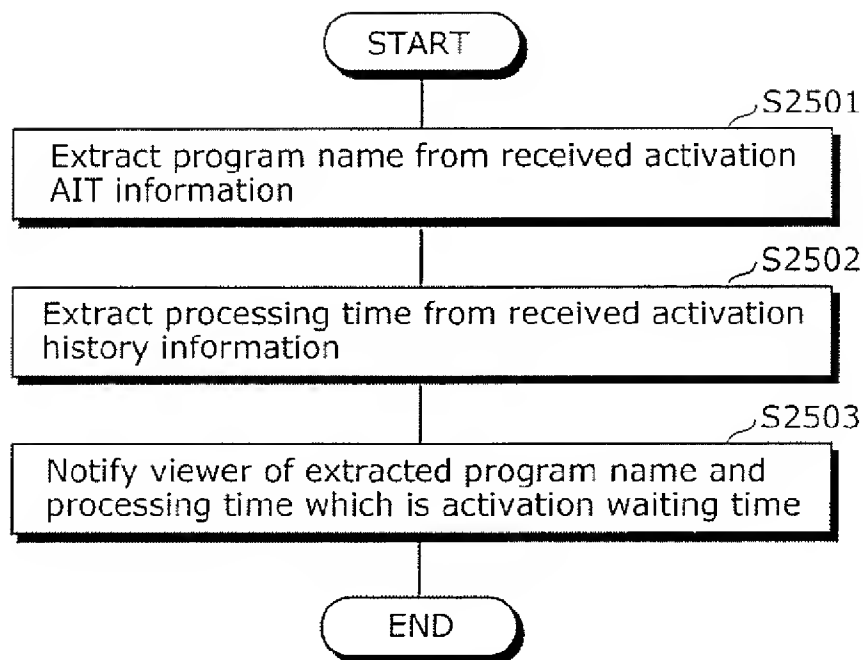 START
S2501
Extract program name from received activation
AIT information
S2502
Extract processing time from received activation
history information
S2503
Notify viewer of extracted program name and
processing time which is activation waiting time
END